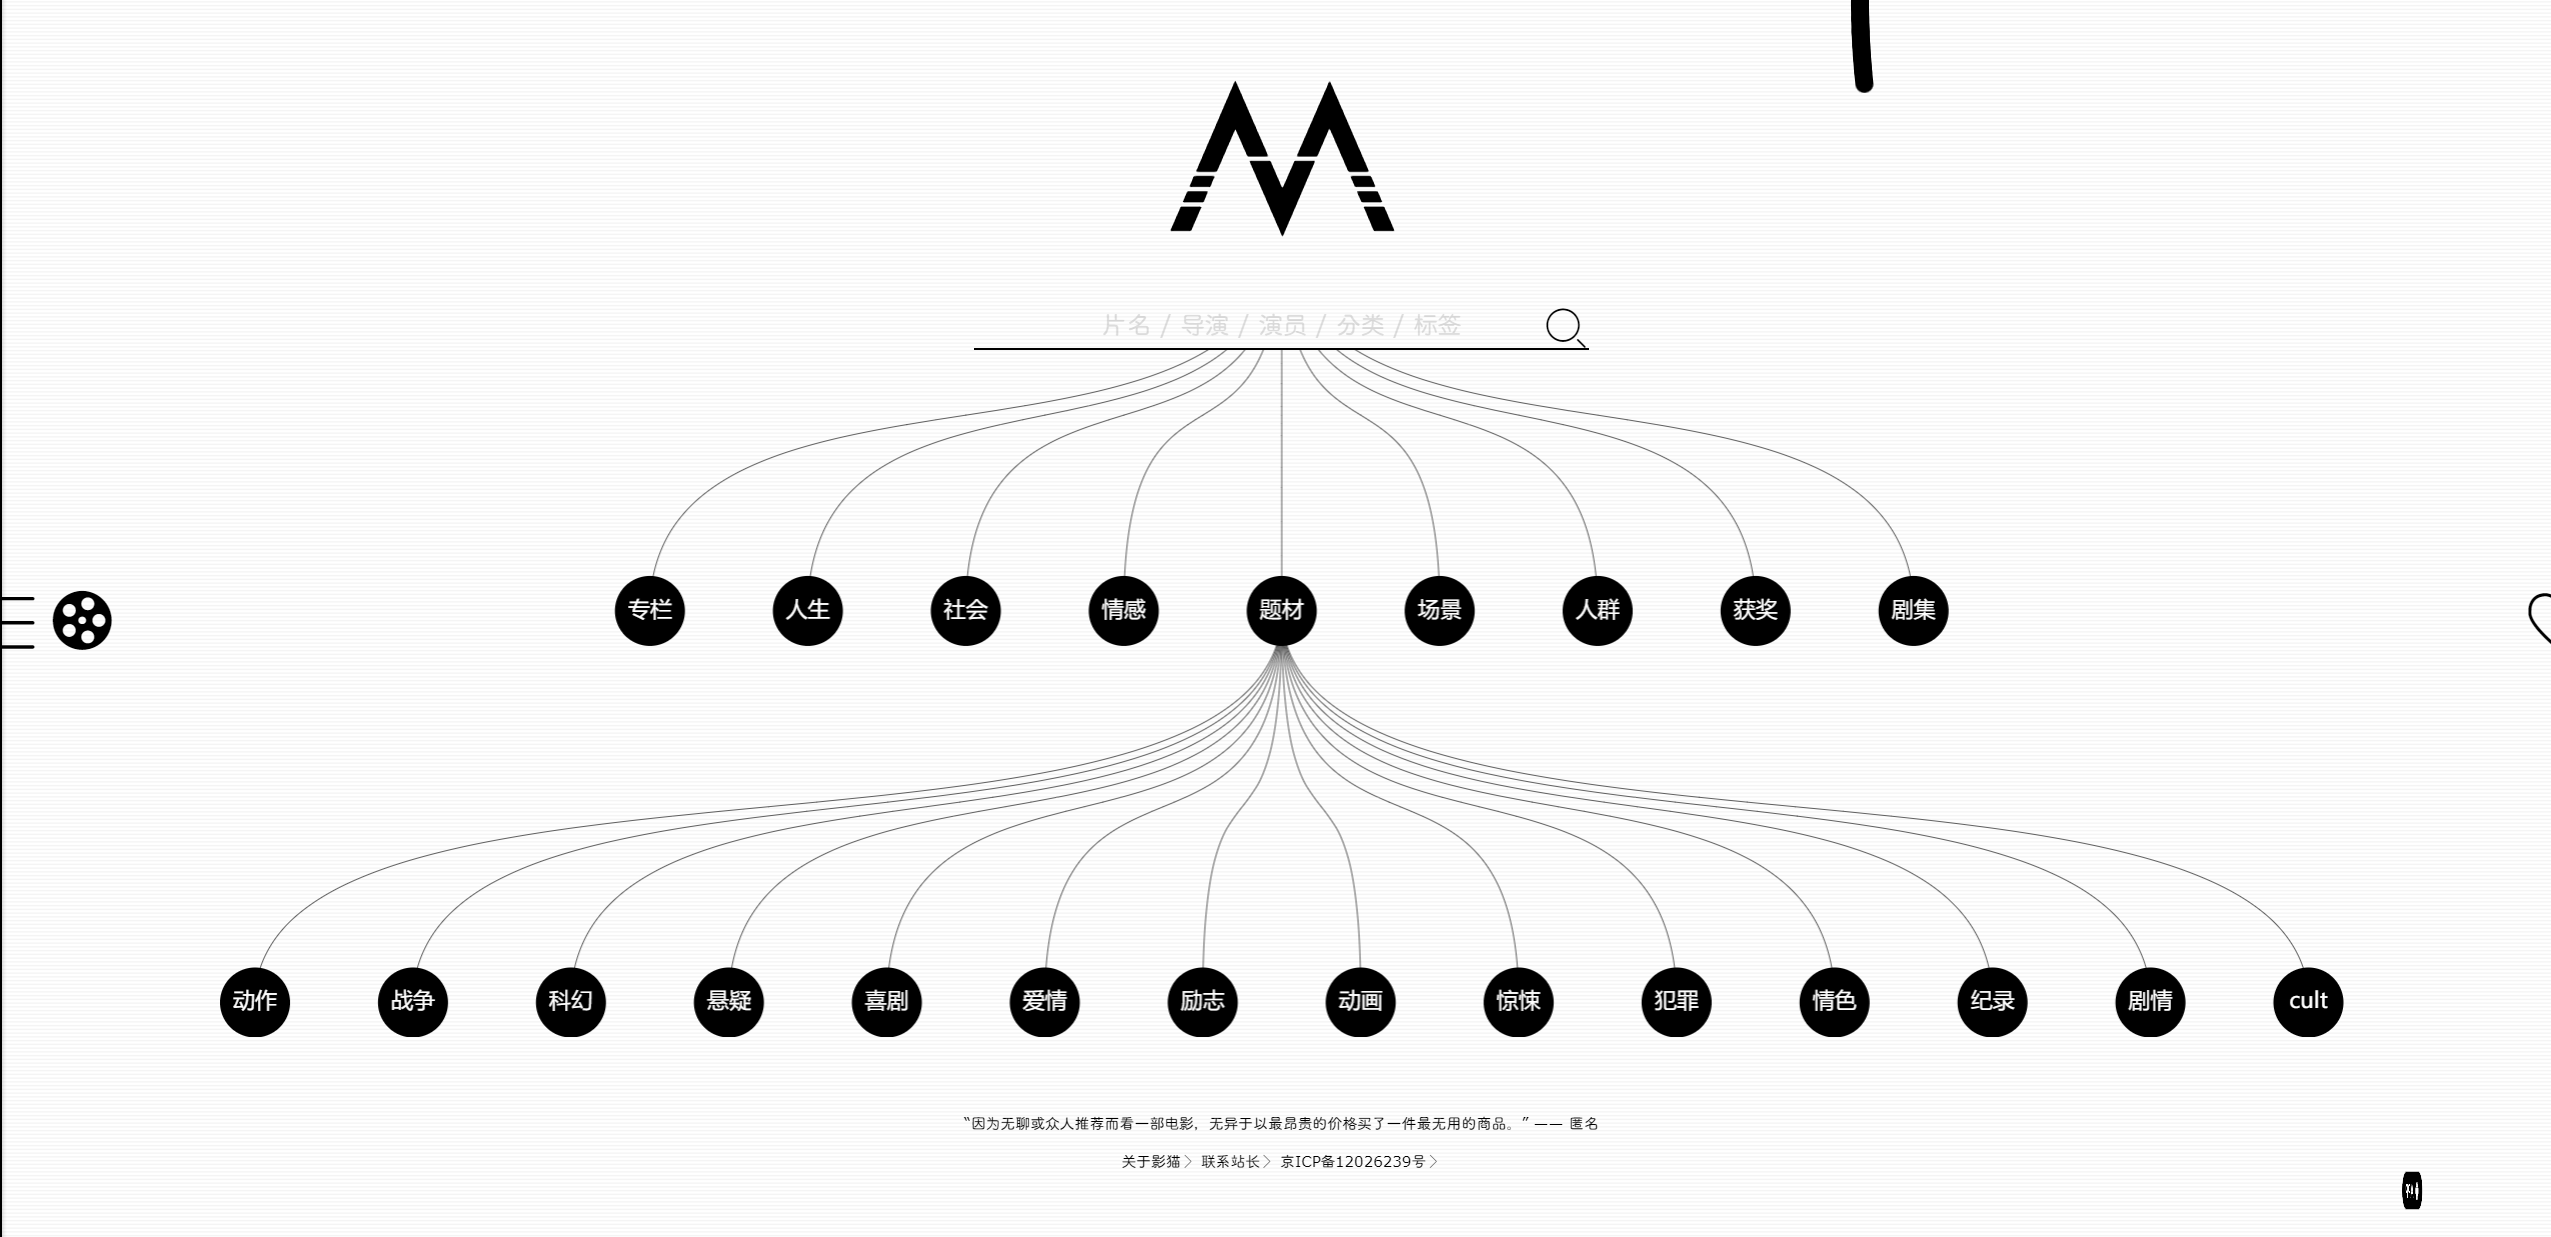 片名 / 导演 / 演员 / 分类 / 标签
专栏 人生 社会 情感 题材 场景 人群 获奖 剧集
动作 战争 科幻 悬疑 喜剧 爱情 励志 动画 惊悚 犯罪 情色 纪录 剧情 cult
“因为无聊或众人推荐而看一部电影，无异于以最昂贵的价格买了一件最无用的商品。” —— 匿名
关于影猫〉 联系站长〉 京ICP备12026239号〉